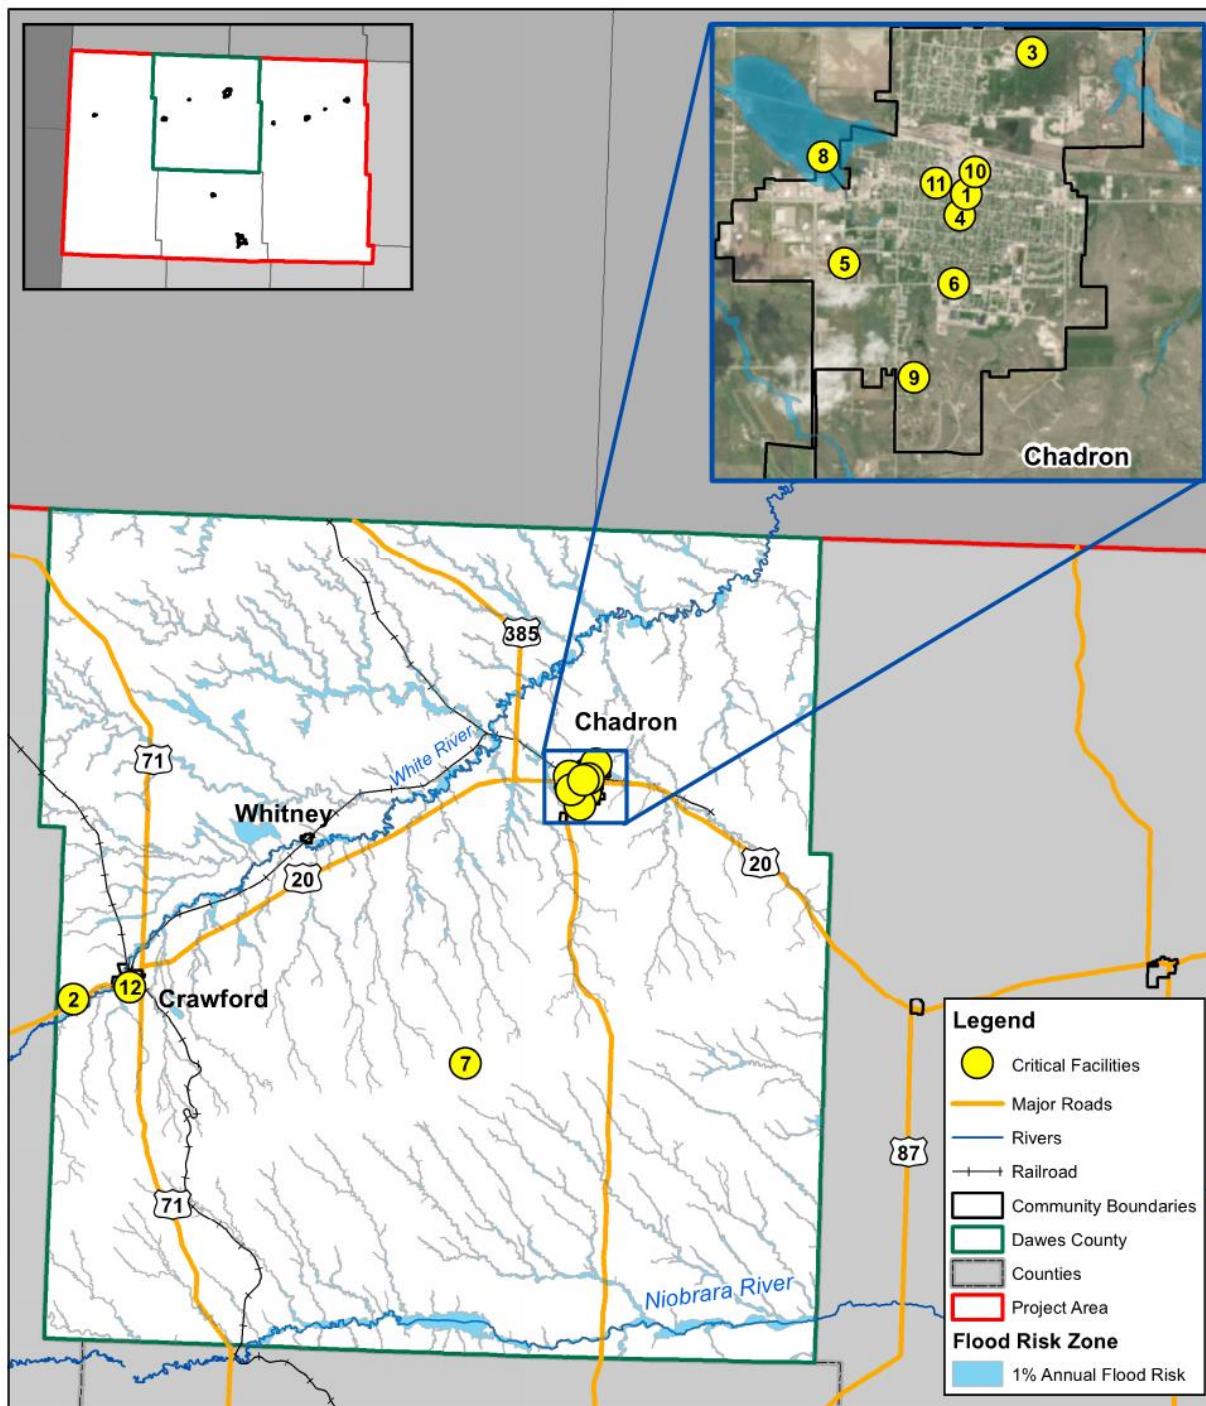 3
8
10
11
1
4
5
6
9
Chadron
385
Chadron
71
White River
Whitney
20
20
2
12
Crawford
7
87
71
Niobrara River
Legend
Critical Facilities
Major Roads
Rivers
Railroad
Community Boundaries
Dawes County
Counties
Project Area
Flood Risk Zone
1% Annual Flood Risk